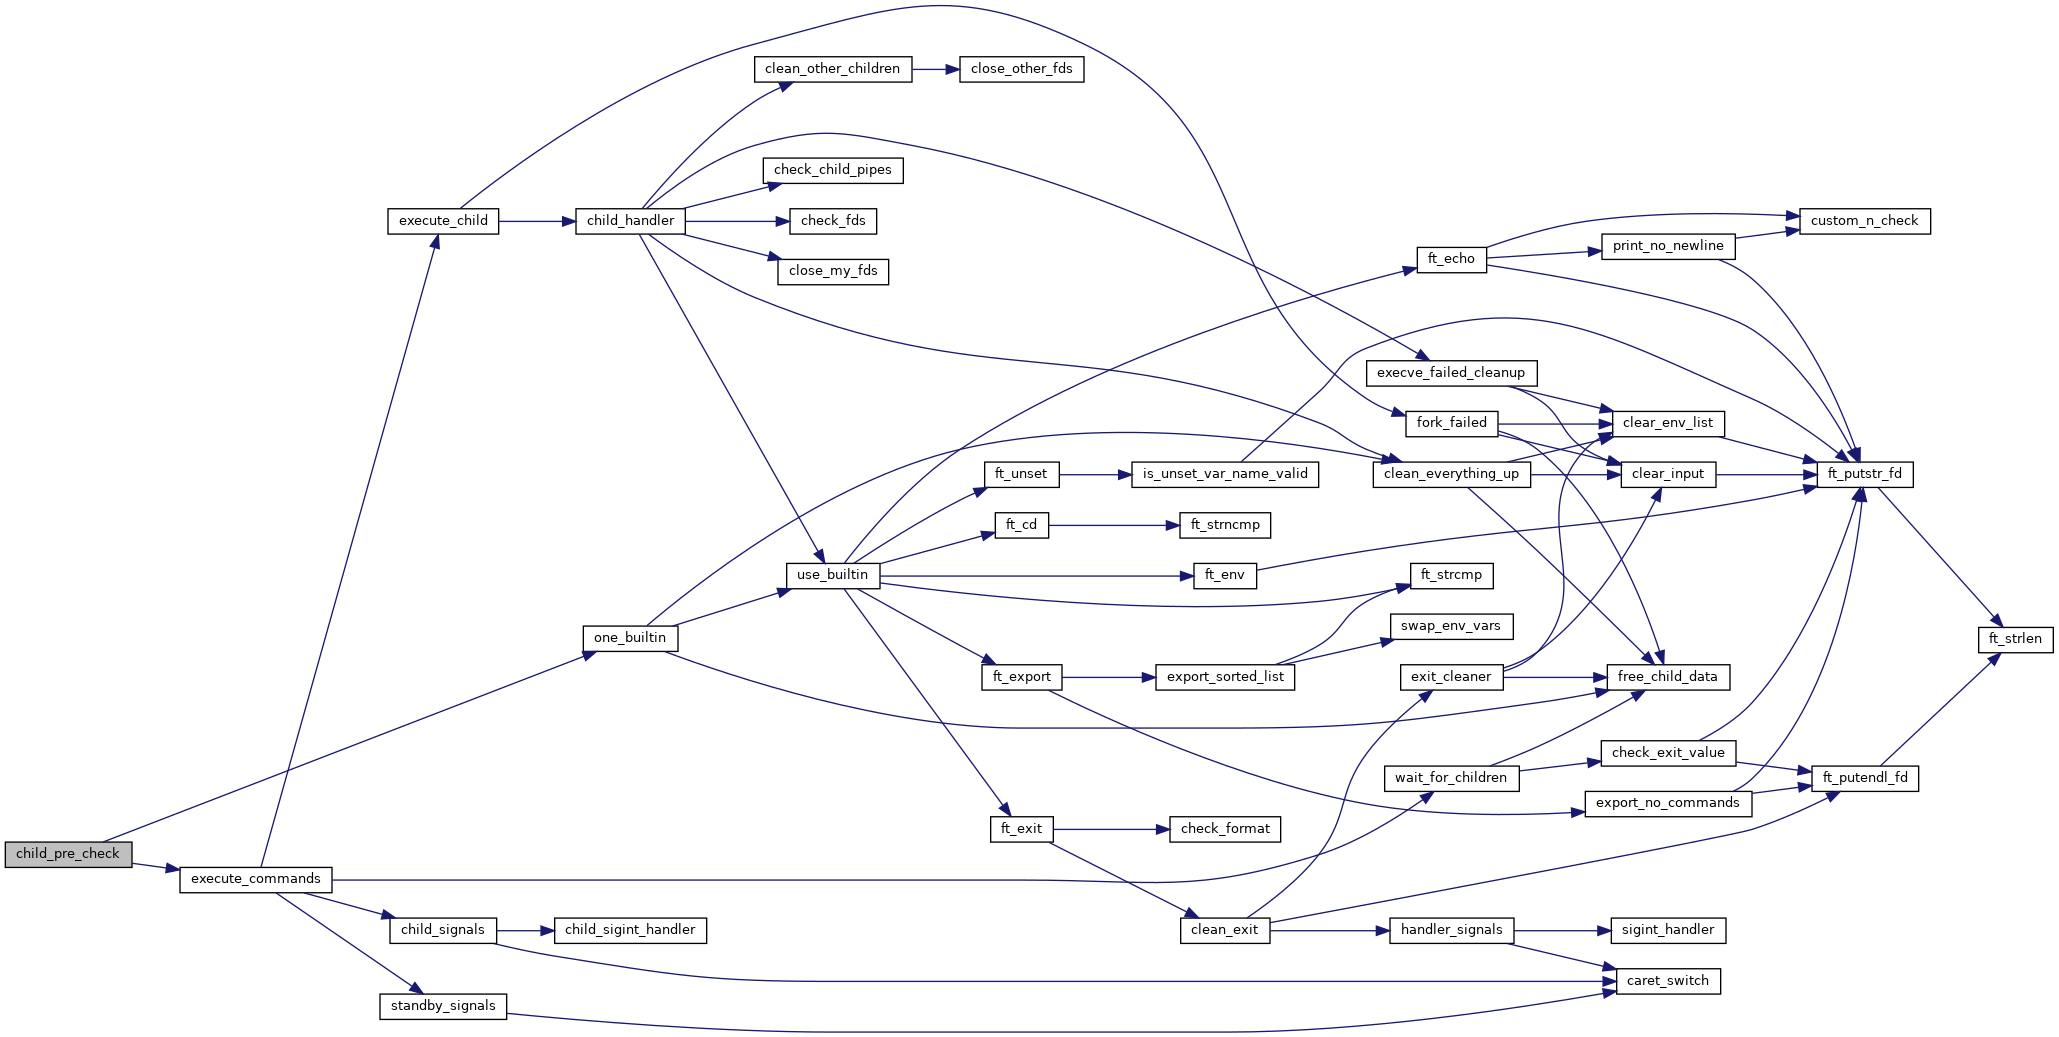 clean_other_children
close_other_fds
check_child_pipes
execute_child
child_handler
check_fds
custom_n_check
print_no_newline
ft_echo
close_my_fds
execve_failed_cleanup
fork_failed
clear_env_list
ft_unset
is_unset_var_name_valid
clean_everything_up
clear_input
ft_putstr_fd
ft_cd
ft_strncmp
use_builtin
ft_env
ft_strcmp
one_builtin
swap_env_vars
ft_strlen
ft_export
export_sorted_list
exit_cleaner
free_child_data
check_exit_value
wait_for_children
ft_putendl_fd
export_no_commands
ft_exit
check_format
child_pre_check
execute_commands
child_signals
child_sigint_handler
clean_exit
handler_signals
sigint_handler
caret_switch
standby_signals